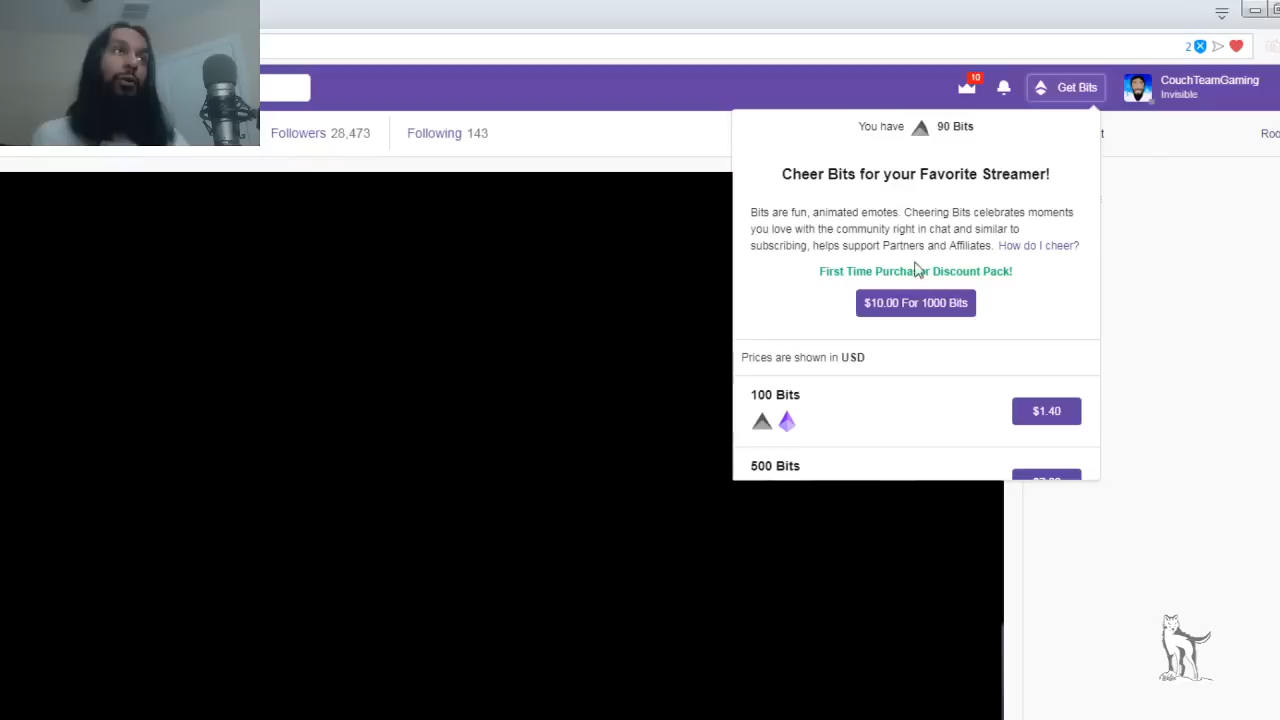 2
10
Get Bits
CouchTeamGaming
Invisible
Followers 28,473
Following 143
You have 90 Bits
Cheer Bits for your Favorite Streamer!
Bits are fun, animated emotes. Cheering Bits celebrates moments
you love with the community right in chat and similar to
subscribing, helps support Partners and Affiliates. How do I cheer?
First Time Purchaser Discount Pack!
$10.00 For 1000 Bits
Prices are shown in USD
100 Bits
$1.40
500 Bits